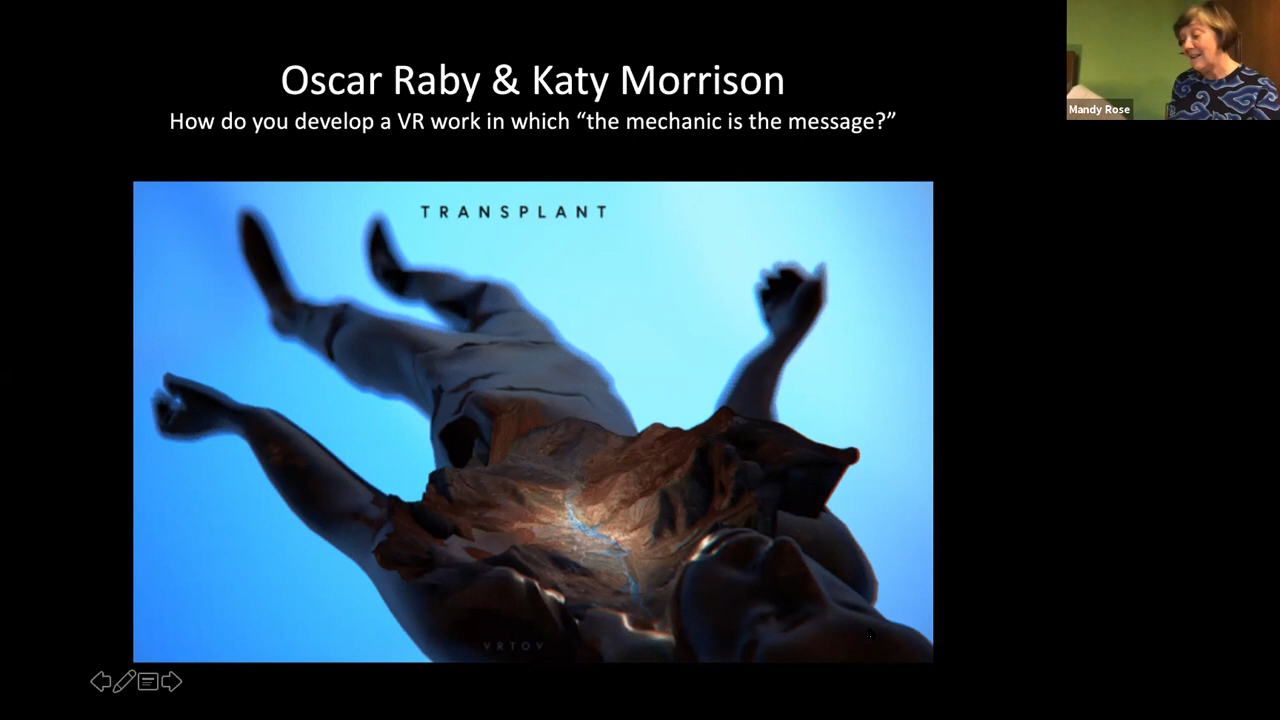 Oscar Raby & Katy Morrison
How do you develop a VR work in which “the mechanic is the message?”
Mandy Rose
TRANSPLANT
VRTOV